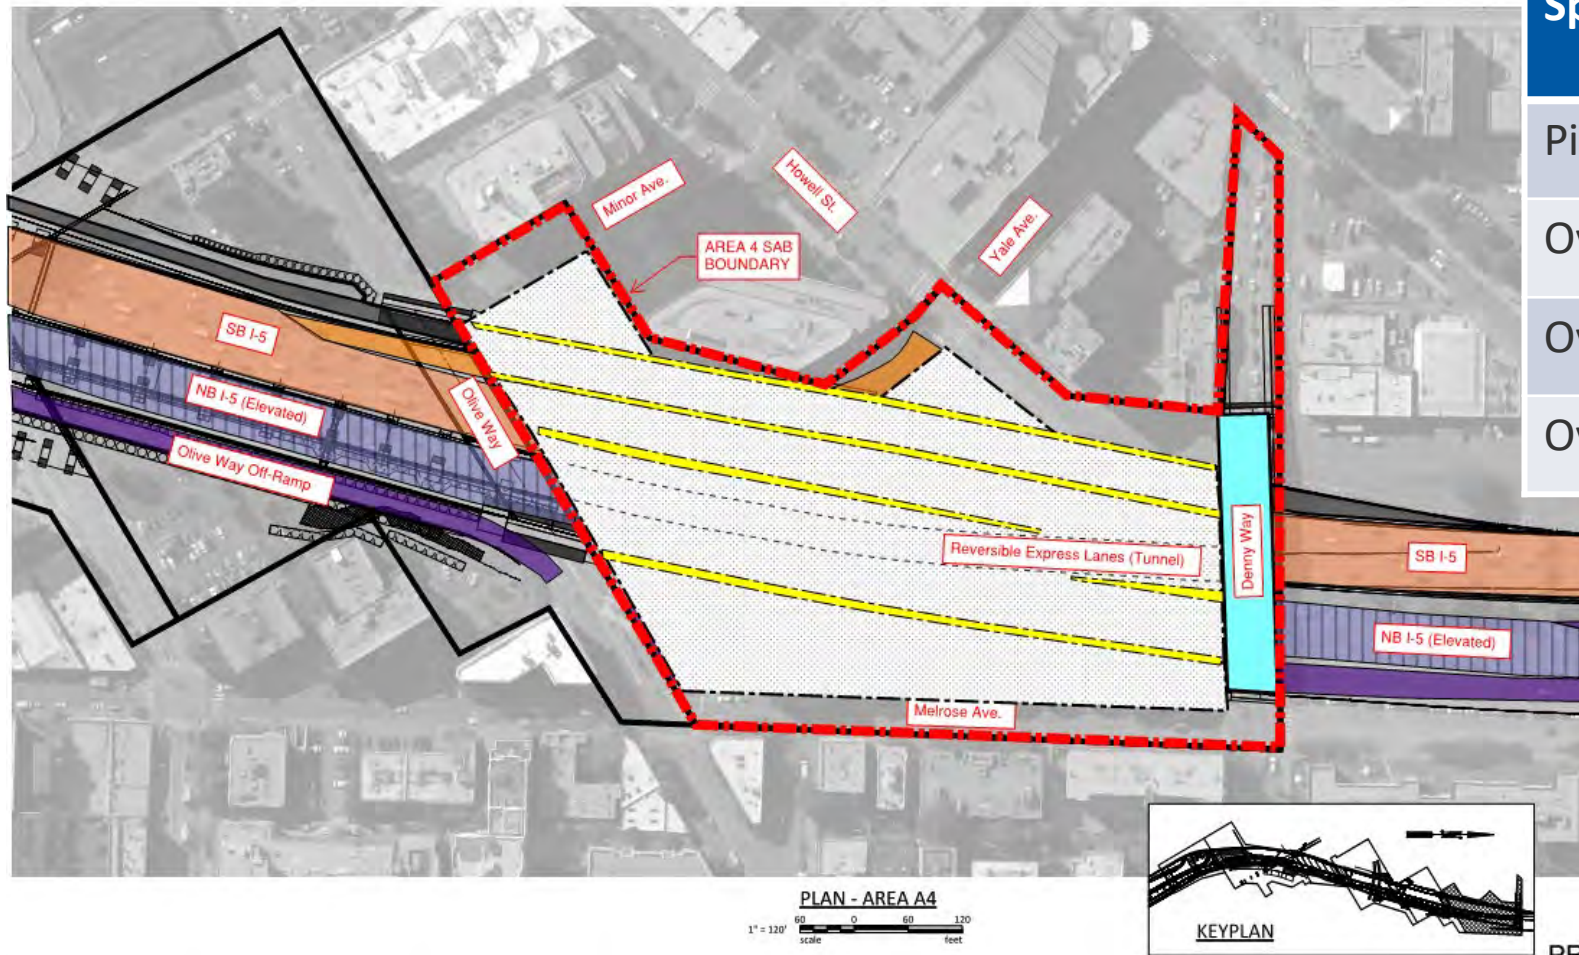 Sp
Pi
Ov
Ov
Ov
Minor Ave.
Howell St.
Yale Ave.
AREA 4 SAB
BOUNDARY
SB I-5
NB I-5 (Elevated)
Olive Way
Olive Way Off-Ramp
Reversible Express Lanes (Tunnel)
Denny Way
SB I-5
NB I-5 (Elevated)
Melrose Ave.
PLAN - AREA A4
1" = 120'
60 0 60 120
scale feet
KEYPLAN